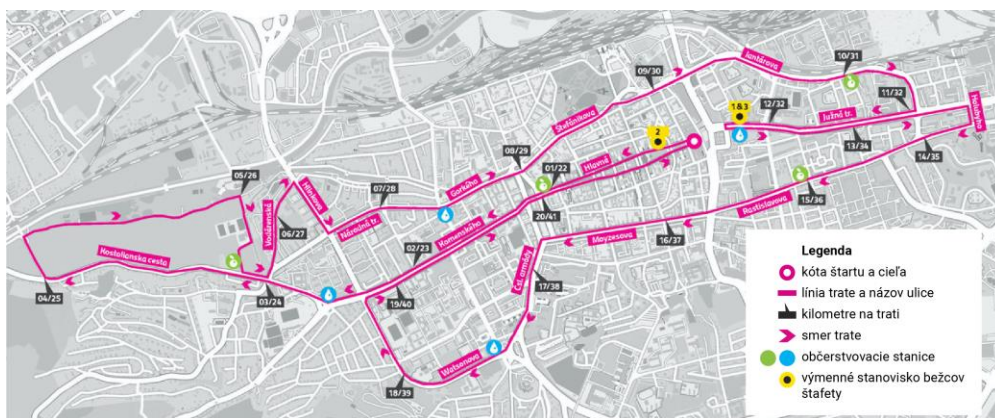 10/31
Jantárova
09/30
11/32
1&3
12/32
Južná tr.
Holubyho
2
Štefánikova
13/34
14/35
08/29
01/22
Hlavná
05/26
Hlinkova
07/28
Gorkého
15/36
Rastislavova
Vodárenská
06/27
Národná tr.
20/41
Komenského
02/23
16/37
Moyzesova
Kostolianska cesta
Čsl. armády
04/25
03/24
19/40
17/38
Watsonova
18/39
Legenda
kóta štartu a cieľa
línia trate a názov ulice
kilometre na trati
smer trate
občerstvovacie stanice
výmenné stanovisko bežcov
štafety